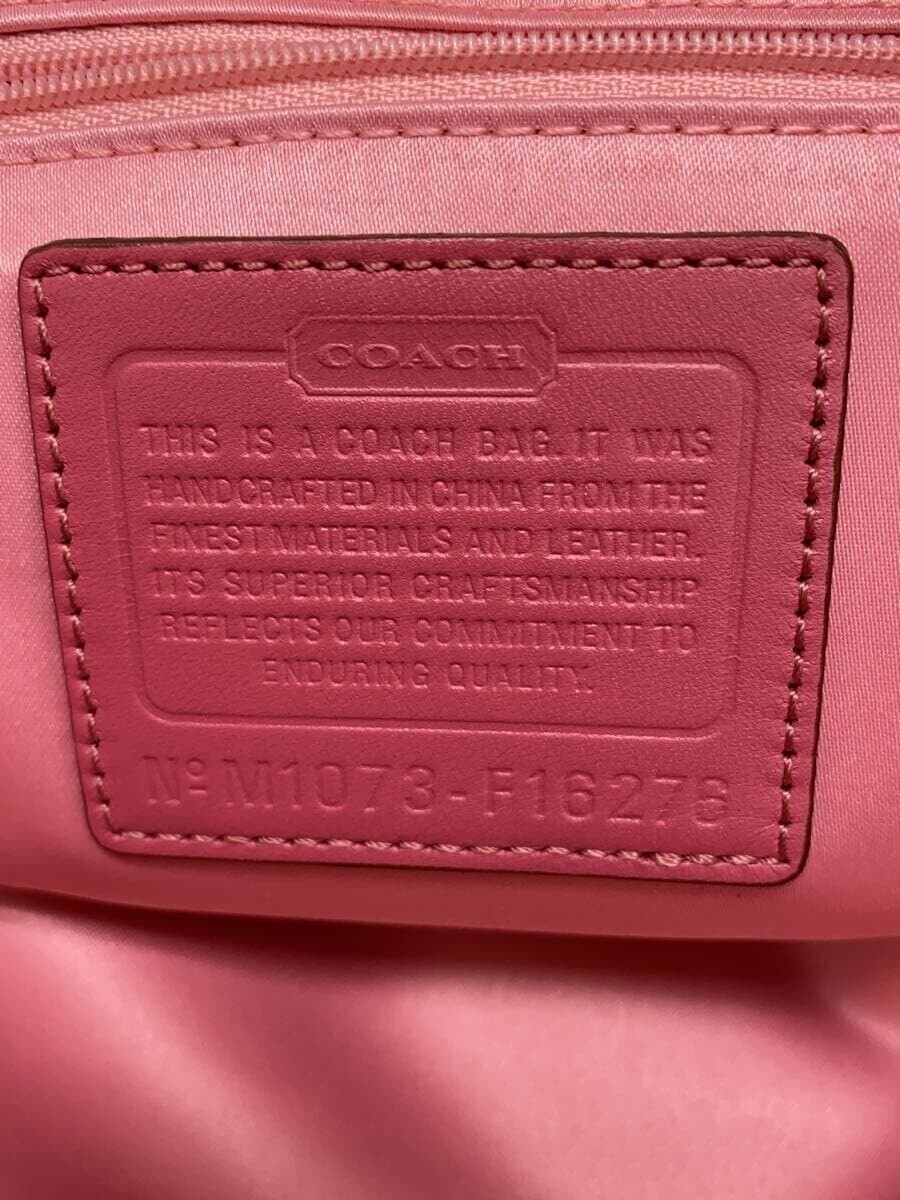 COACH
THIS IS A COACH BAG. IT WAS
HANDCRAFTED IN CHINA FROM THE
FINEST MATERIALS AND LEATHER.
ITS SUPERIOR CRAFTSMANSHIP
REFLECTS OUR COMMITMENT TO
ENDURING QUALITY.
Nº M1073-F16278